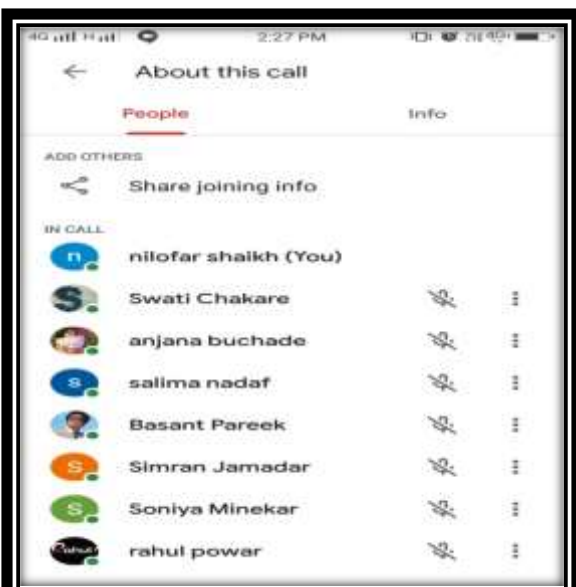 2:27 PM
About this call
People Info
ADD OTHERS
Share joining info
IN CALL
n nilofar shaikh (You)
S Swati Chakare
anjana buchade
s salima nadaf
Basant Pareek
S Simran Jamadar
S Soniya Minekar
rahul powar